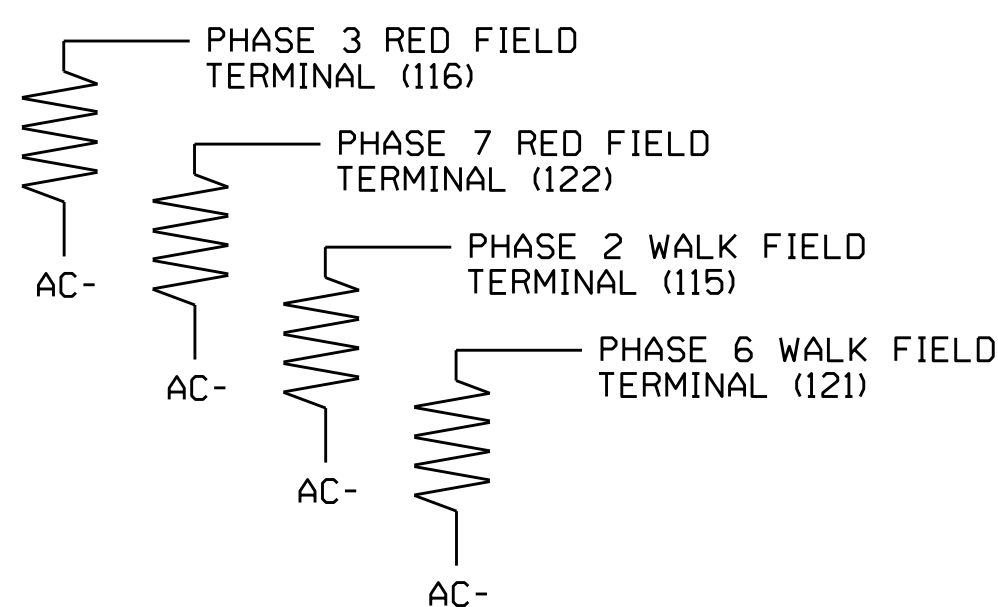 PHASE 3 RED FIELD
TERMINAL (116)
PHASE 7 RED FIELD
TERMINAL (122)
PHASE 2 WALK FIELD
TERMINAL (115)
AC-
PHASE 6 WALK FIELD
TERMINAL (121)
AC-
AC-
AC-